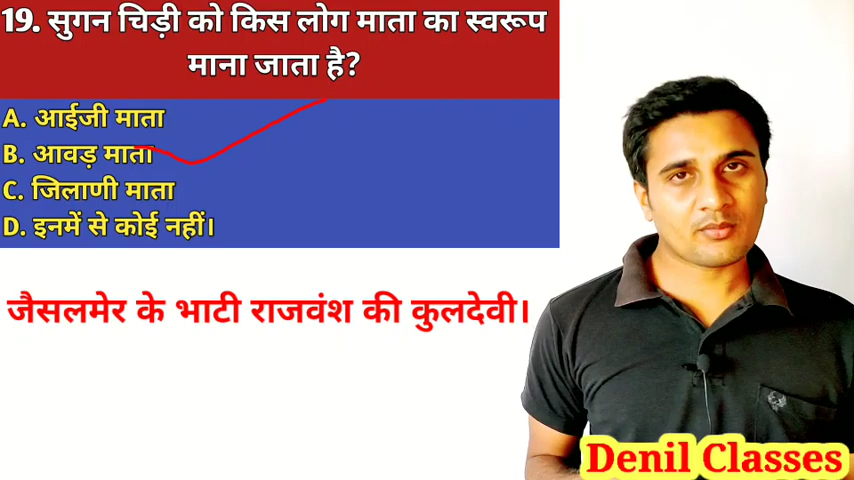 19. सुगन चिड़ी को किस लोग माता का स्वरूप
माना जाता है?
A. आईजी माता
B. आवड़ माता
C. जिलाणी माता
D. इनमें से कोई नहीं।
जैसलमेर के भाटी राजवंश की कुलदेवी।
Denil Classes